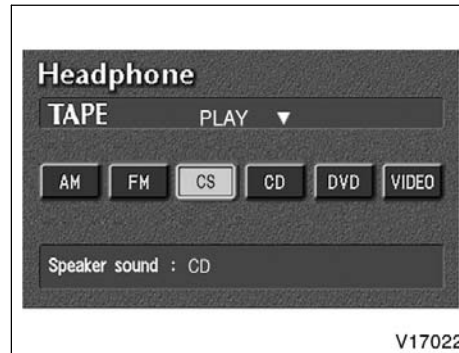 Headphone
TAPE PLAY ▼
AM FM CS CD DVD VIDEO
Speaker sound : CD
V17022